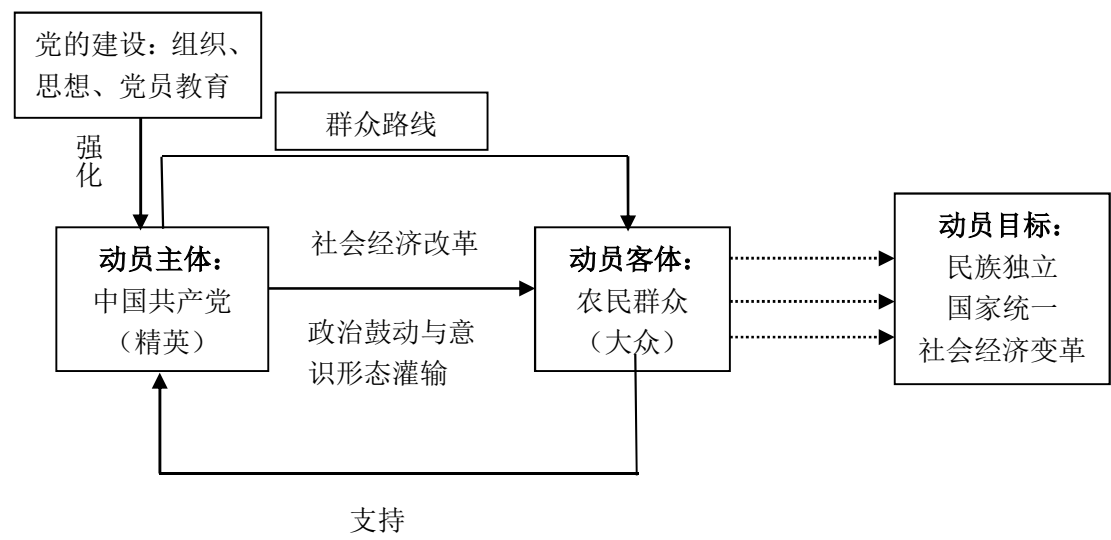 党的建设：组织、
思想、党员教育
强
化
群众路线
动员主体：
中国共产党
（精英）
社会经济改革
政治鼓动与意
识形态灌输
动员客体：
农民群众
（大众）
动员目标：
民族独立
国家统一
社会经济变革
支持